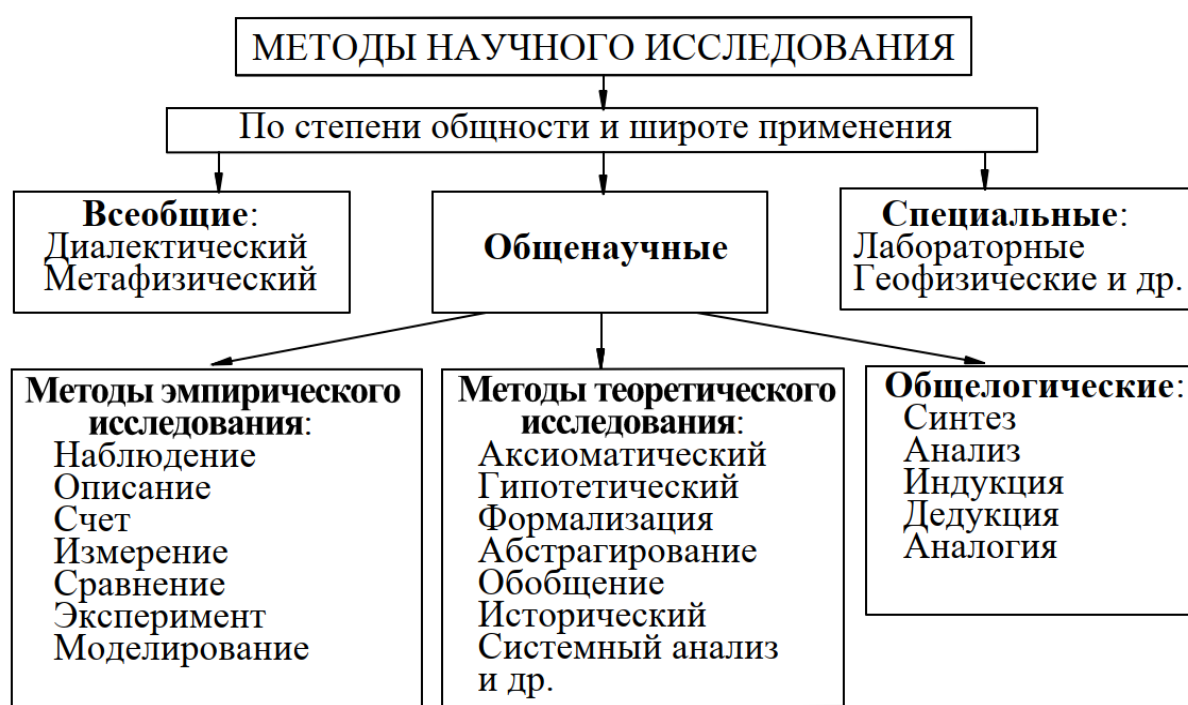 МЕТОДЫ НАУЧНОГО ИССЛЕДОВАНИЯ
По степени общности и широте применения
Всеобщие:
Диалектический
Метафизический
Общенаучные
Специальные:
Лабораторные
Геофизические и др.
Методы эмпирического
исследования:
Наблюдение
Описание
Счет
Измерение
Сравнение
Эксперимент
Моделирование
Методы теоретического
исследования:
Аксиоматический
Гипотетический
Формализация
Абстрагирование
Обобщение
Исторический
Системный анализ
и др.
Общелогические:
Синтез
Анализ
Индукция
Дедукция
Аналогия